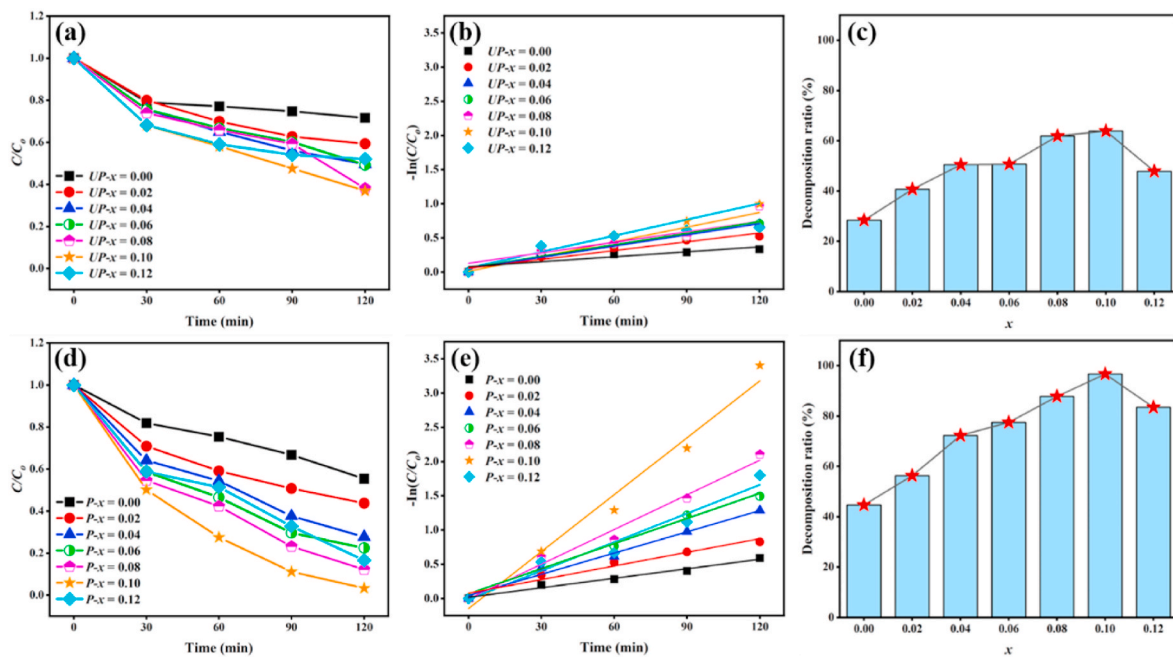 (a)
C/Co
1.2
1.0
0.8
0.6
0.4
0.2
0.0
UP-x = 0.00
UP-x = 0.02
UP-x = 0.04
UP-x = 0.06
UP-x = 0.08
UP-x = 0.10
UP-x = 0.12
0 30 60 90 120
Time (min)
(b)
-In(C/Co)
-3.5
-3.0
-2.5
-2.0
-1.5
-1.0
-0.5
0.0
UP-x = 0.00
UP-x = 0.02
UP-x = 0.04
UP-x = 0.06
UP-x = 0.08
UP-x = 0.10
UP-x = 0.12
0 30 60 90 120
Time (min)
(c)
Decomposition ratio (%)
100
80
60
40
20
0
0.00 0.02 0.04 0.06 0.08 0.10 0.12
x
(d)
C/Co
1.2
1.0
0.8
0.6
0.4
0.2
0.0
P-x = 0.00
P-x = 0.02
P-x = 0.04
P-x = 0.06
P-x = 0.08
P-x = 0.10
P-x = 0.12
0 30 60 90 120
Time (min)
(e)
-In(C/Co)
-3.5
-3.0
-2.5
-2.0
-1.5
-1.0
-0.5
0.0
P-x = 0.00
P-x = 0.02
P-x = 0.04
P-x = 0.06
P-x = 0.08
P-x = 0.10
P-x = 0.12
0 30 60 90 120
Time (min)
(f)
Decomposition ratio (%)
100
80
60
40
20
0
0.00 0.02 0.04 0.06 0.08 0.10 0.12
x